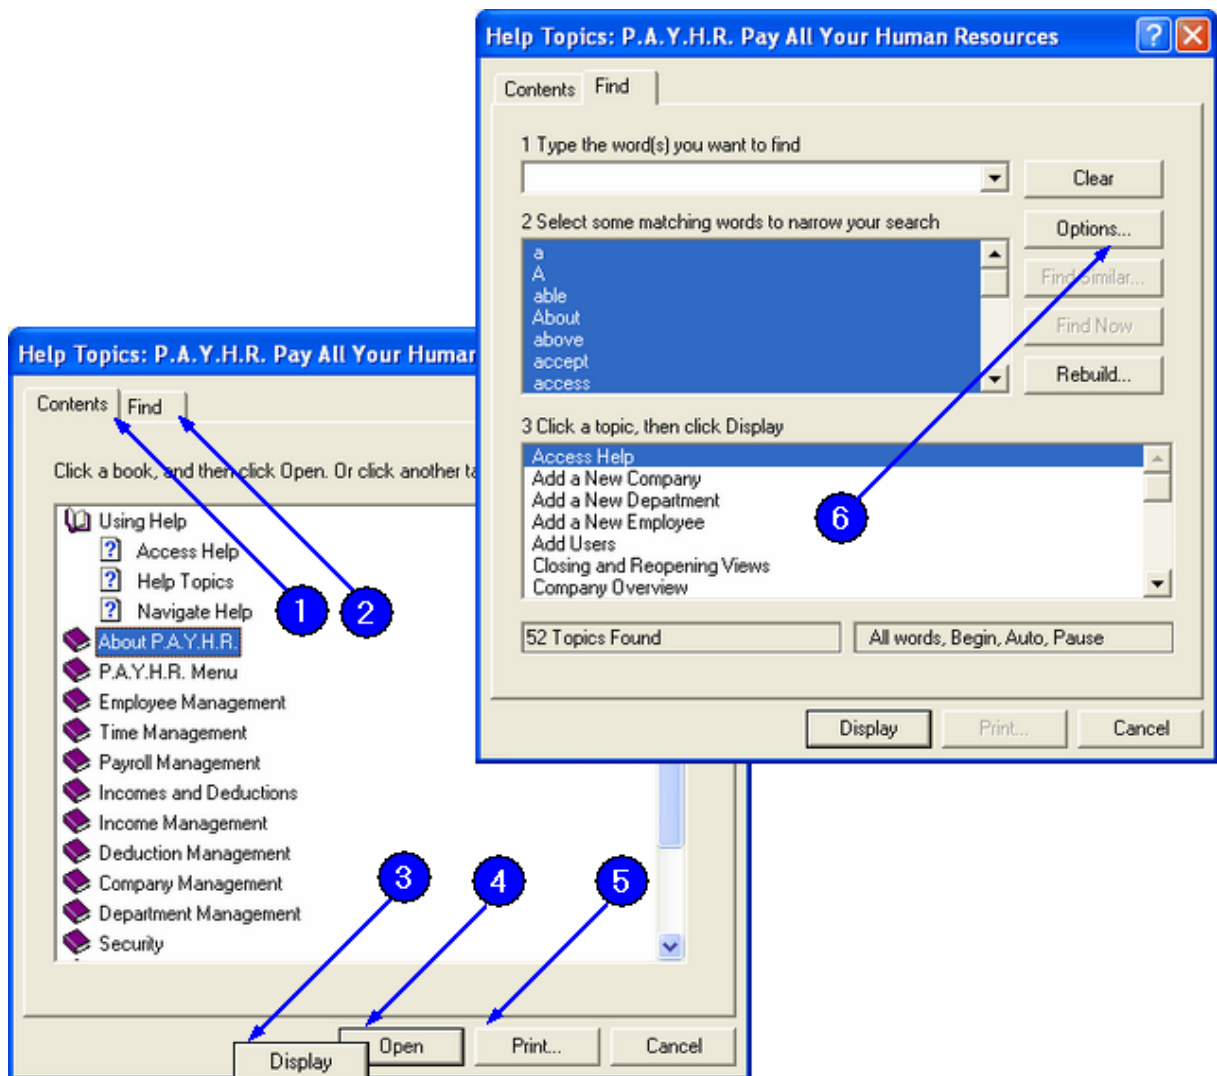 Help Topics: P.A.Y.H.R. Pay All Your Human Resources
Contents Find
1 Type the word(s) you want to find
Clear
2 Select some matching words to narrow your search
Options...
a
A
able
About
above
accept
access
Find Similar...
Find Now
Rebuild...
3 Click a topic, then click Display
Access Help
Add a New Company
Add a New Department
Add a New Employee
Add Users
Closing and Reopening Views
Company Overview
6
52 Topics Found
All words, Begin, Auto, Pause
Display Print... Cancel
Help Topics: P.A.Y.H.R. Pay All Your Human
Contents Find
Click a book, and then click Open. Or click another
Using Help
Access Help
Help Topics
Navigate Help
1 2
About P.A.Y.H.R.
P.A.Y.H.R. Menu
Employee Management
Time Management
Payroll Management
Incomes and Deductions
Income Management
Deduction Management
Company Management
Department Management
Security
3 4 5
Display Open Print... Cancel